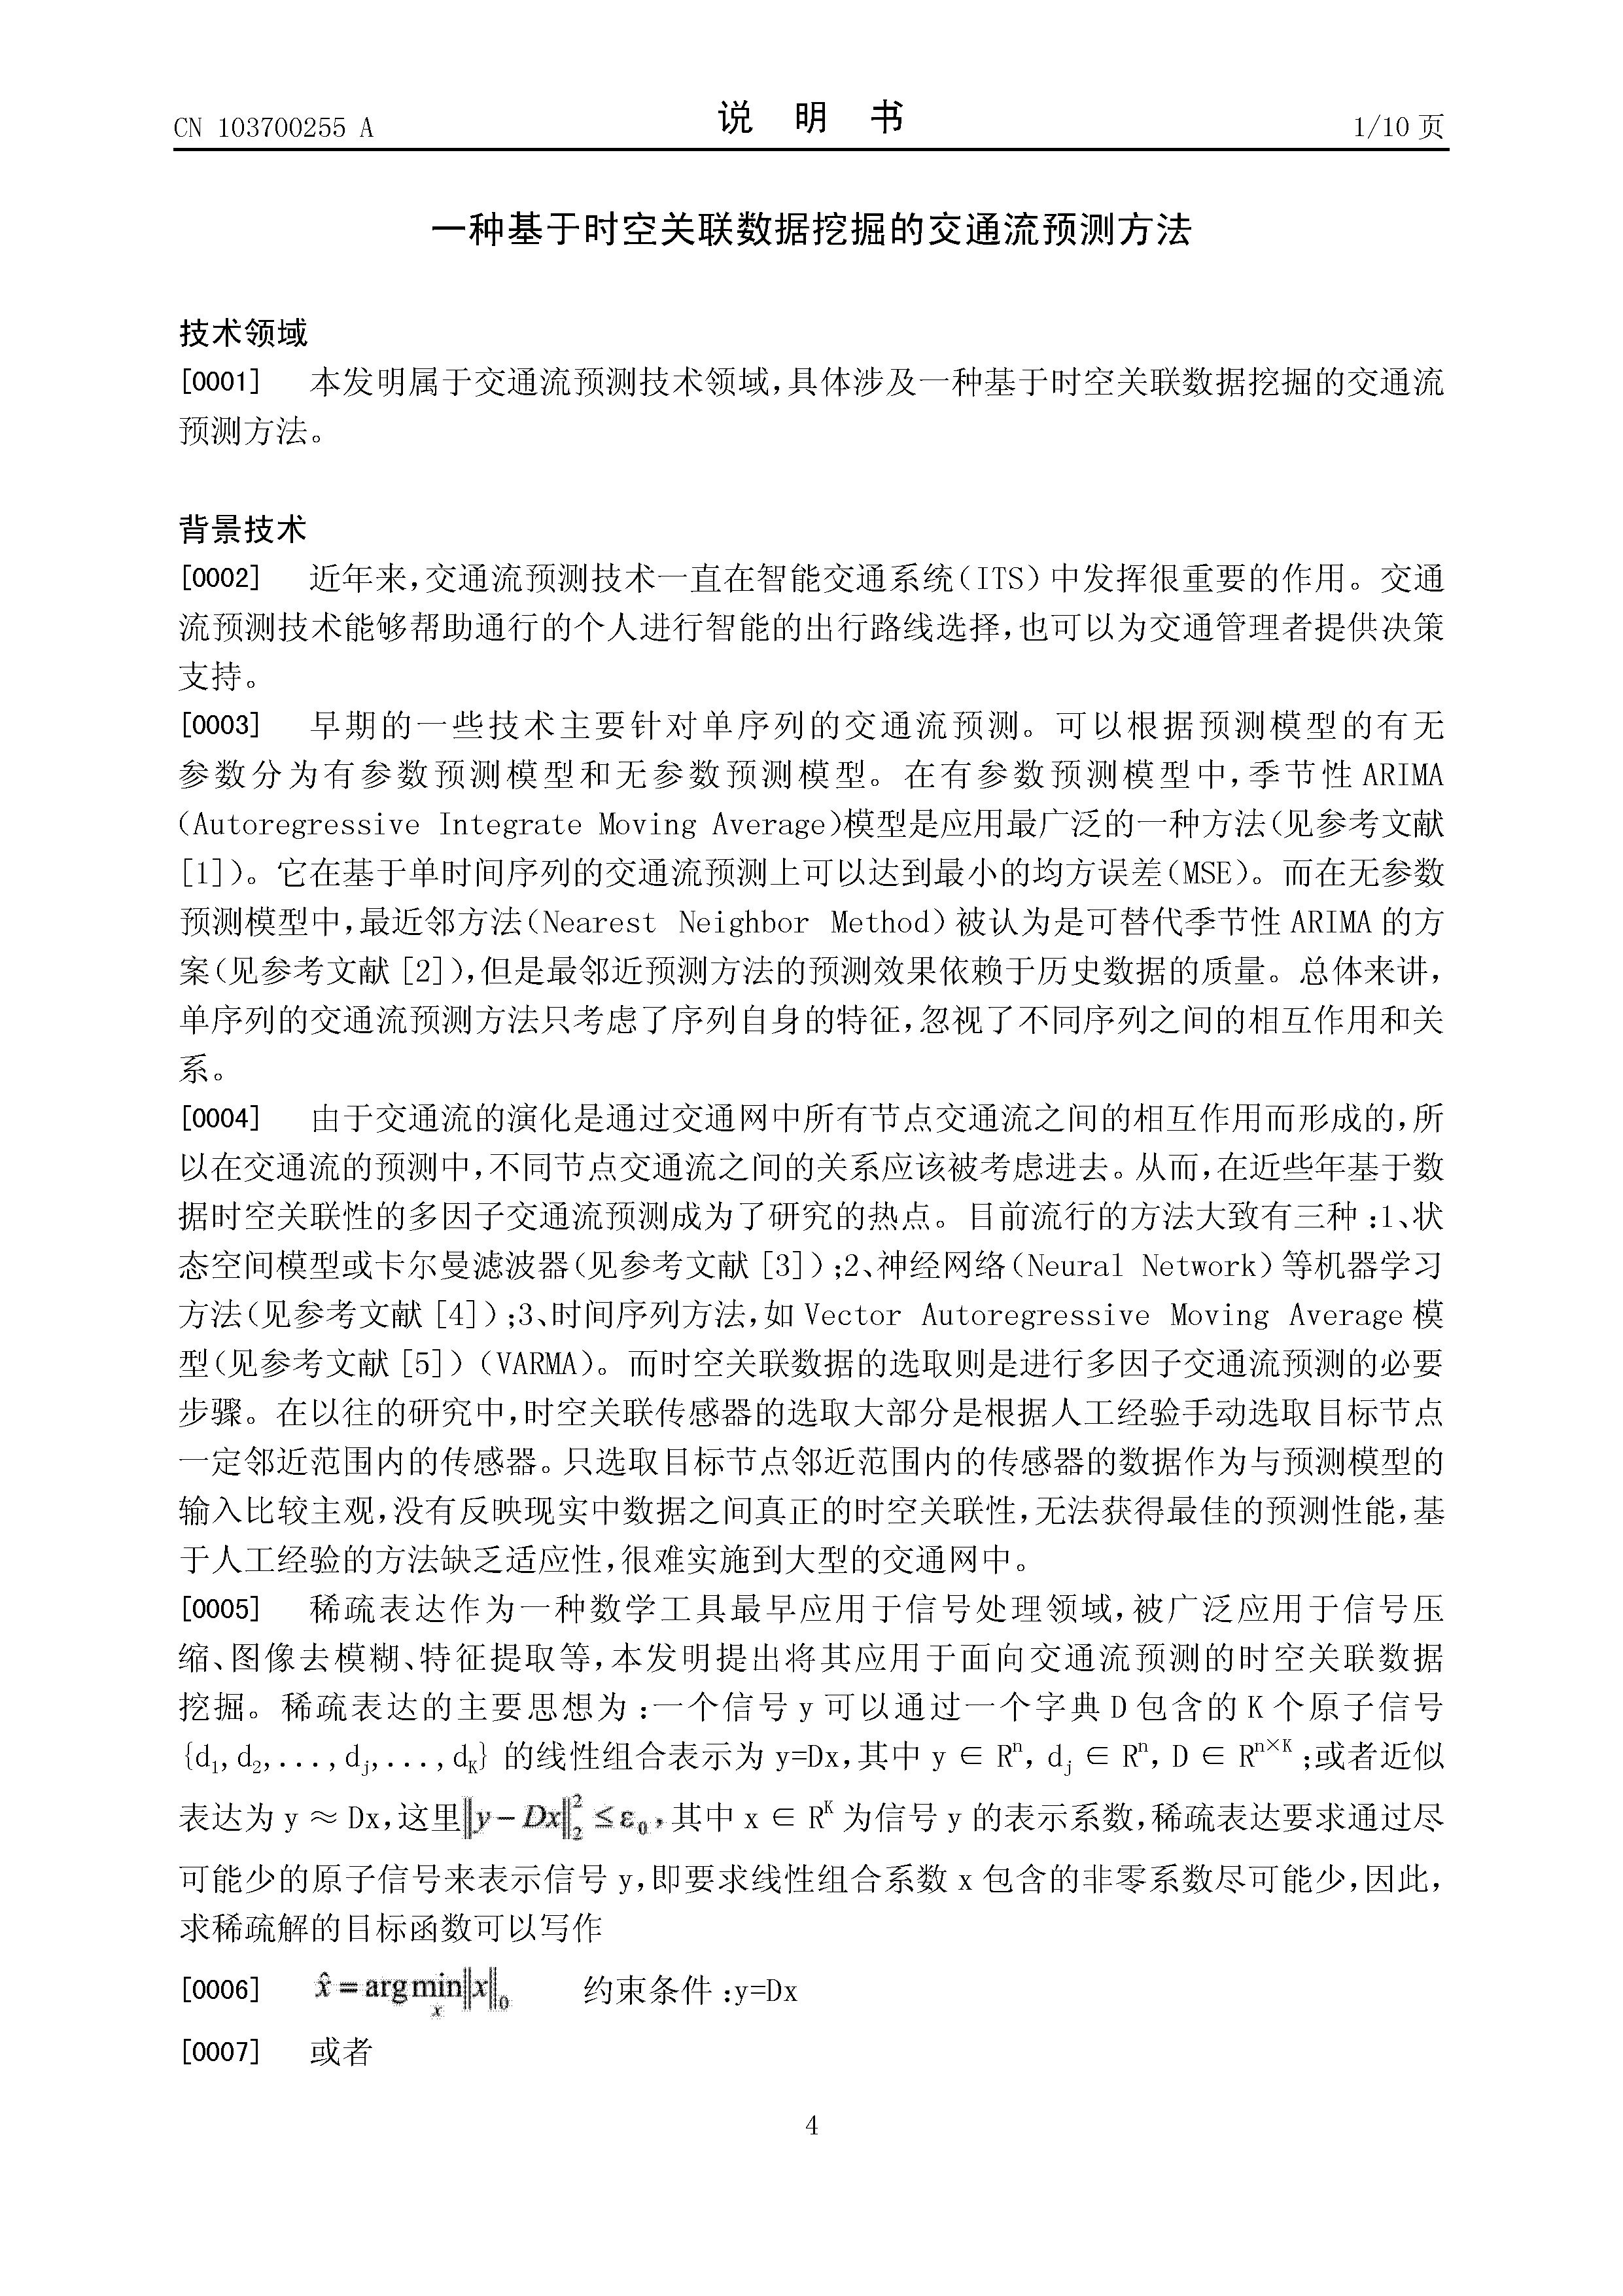 CN 103700255 A
说 明 书
1/10 页
一种基于时空关联数据挖掘的交通流预测方法
技术领域
[0001] 本发明属于交通流预测技术领域,具体涉及一种基于时空关联数据挖掘的交通流
预测方法。
背景技术
[0002] 近年来,交通流预测技术一直在智能交通系统(ITS)中发挥很重要的作用。交通
流预测技术能够帮助通行的个人进行智能的出行路线选择,也可以为交通管理者提供决策
支持。
[0003] 早期的一些技术主要针对单序列的交通流预测。可以根据预测模型的有无
参数分为有参数预测模型和无参数预测模型。在有参数预测模型中,季节性 ARIMA
(Autoregressive Integrate Moving Average)模型是应用最广泛的一种方法(见参考文献
[1])。它在基于单时间序列的交通流预测上可以达到最小的均方误差(MSE)。而在无参数
预测模型中,最近邻方法(Nearest Neighbor Method)被认为是可替代季节性 ARIMA 的方
案(见参考文献 [2]),但是最邻近预测方法的预测效果依赖于历史数据的质量。总体来讲,
单序列的交通流预测方法只考虑了序列自身的特征,忽视了不同序列之间的相互作用和关
系。
[0004] 由于交通流的演化是通过交通网中所有节点交通流之间的相互作用而形成的,所
以在交通流的预测中,不同节点交通流之间的关系应该被考虑进去。从而,在近些年基于数
据时空关联性的多因子交通流预测成为了研究的热点。目前流行的方法大致有三种 :1、状
态空间模型或卡尔曼滤波器(见参考文献 [3]);2、神经网络(Neural Network)等机器学习
方法(见参考文献 [4]);3、时间序列方法,如 Vector Autoregressive Moving Average 模
型(见参考文献 [5])(VARMA)。而时空关联数据的选取则是进行多因子交通流预测的必要
步骤。在以往的研究中,时空关联传感器的选取大部分是根据人工经验手动选取目标节点
一定邻近范围内的传感器。只选取目标节点邻近范围内的传感器的数据作为与预测模型的
输入比较主观,没有反映现实中数据之间真正的时空关联性,无法获得最佳的预测性能,基
于人工经验的方法缺乏适应性,很难实施到大型的交通网中。
[0005] 稀疏表达作为一种数学工具最早应用于信号处理领域,被广泛应用于信号压
缩、图像去模糊、特征提取等,本发明提出将其应用于面向交通流预测的时空关联数据
挖掘。稀疏表达的主要思想为 :一个信号 y 可以通过一个字典 D 包含的 K 个原子信号
{d₁,d₂,...,dⱼ,...,d_K} 的线性组合表示为 y=Dx,其中 y ∈ Rⁿ, dⱼ ∈ Rⁿ, D ∈ Rⁿˣᴷ ;或者近似
表达为 y ≈ Dx,这里‖y−Dx‖₂² ≤ε₀,其中 x ∈ Rᴷ 为信号 y 的表示系数,稀疏表达要求通过尽
可能少的原子信号来表示信号 y,即要求线性组合系数 x 包含的非零系数尽可能少,因此,
求稀疏解的目标函数可以写作
[0006] x̂ = arg min_x ‖x‖₀ 约束条件 :y=Dx
[0007] 或者
4